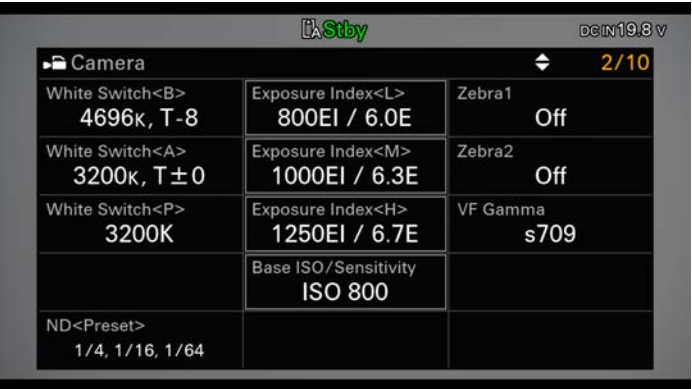 A Stby DC IN 19.8 V
Camera 2/10
White Switch<B> Exposure Index<L> Zebra1
4696K, T-8 800EI / 6.0E Off
White Switch<A> Exposure Index<M> Zebra2
3200K, T±0 1000EI / 6.3E Off
White Switch<P> Exposure Index<H> VF Gamma
3200K 1250EI / 6.7E s709
Base ISO/Sensitivity
ISO 800
ND<Preset>
1/4, 1/16, 1/64